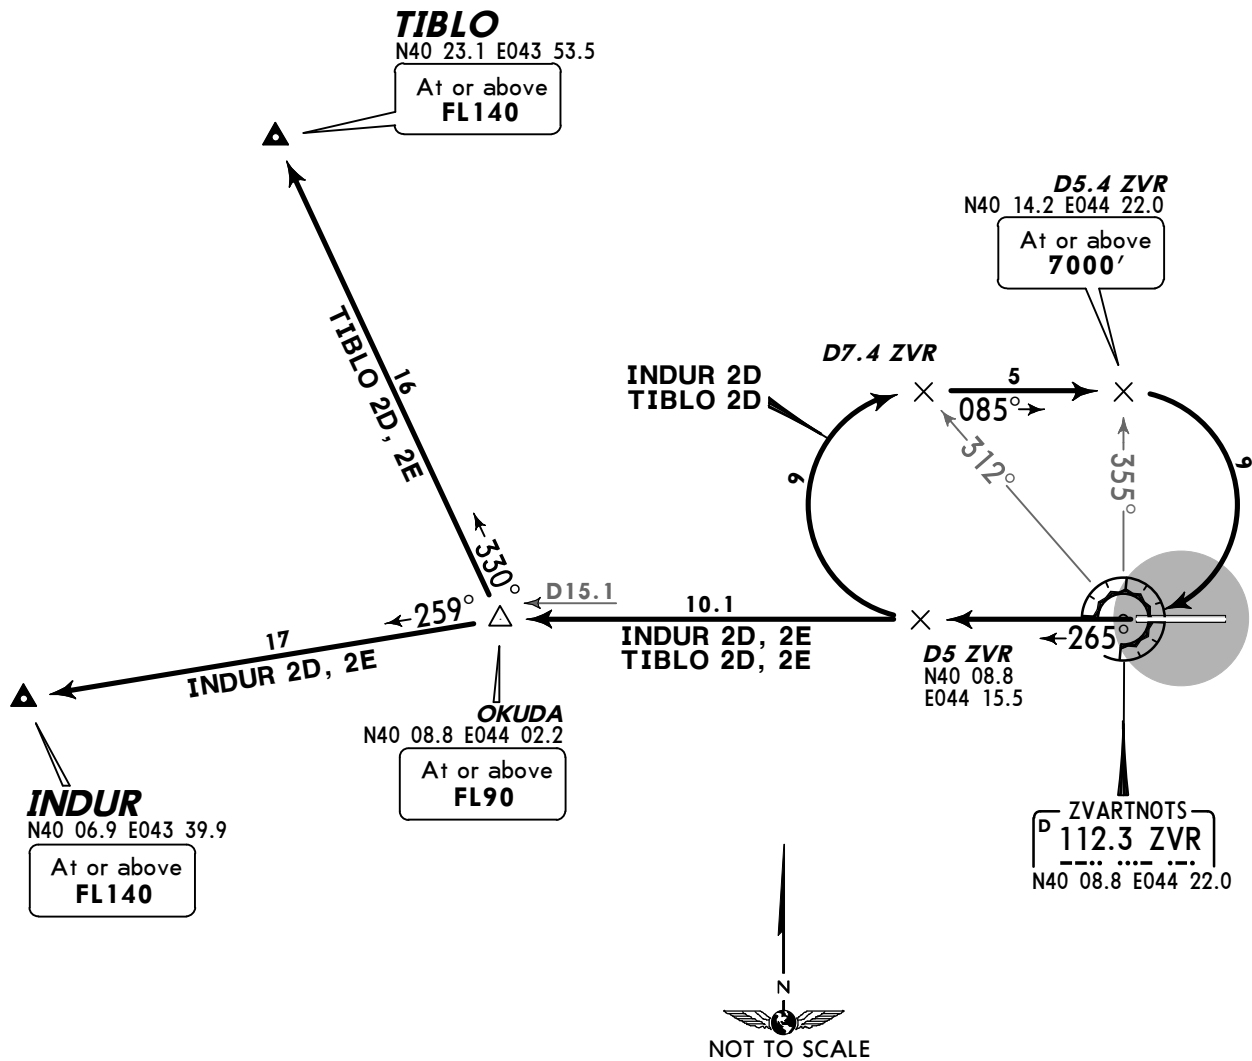 TIBLO
N40 23.1 E043 53.5
At or above
FL140
D5.4 ZVR
N40 14.2 E044 22.0
At or above
7000'
D7.4 ZVR
INDUR 2D
TIBLO 2D
5
085°
16
TIBLO 2D, 2E
9
9
312°
355°
330°
D15.1
259°
10.1
INDUR 2D, 2E
TIBLO 2D, 2E
265°
17
INDUR 2D, 2E
D5 ZVR
N40 08.8
E044 15.5
OKUDA
N40 08.8 E044 02.2
At or above
FL90
INDUR
N40 06.9 E043 39.9
At or above
FL140
ZVARTNOTS
D 112.3 ZVR
N40 08.8 E044 22.0
N
NOT TO SCALE